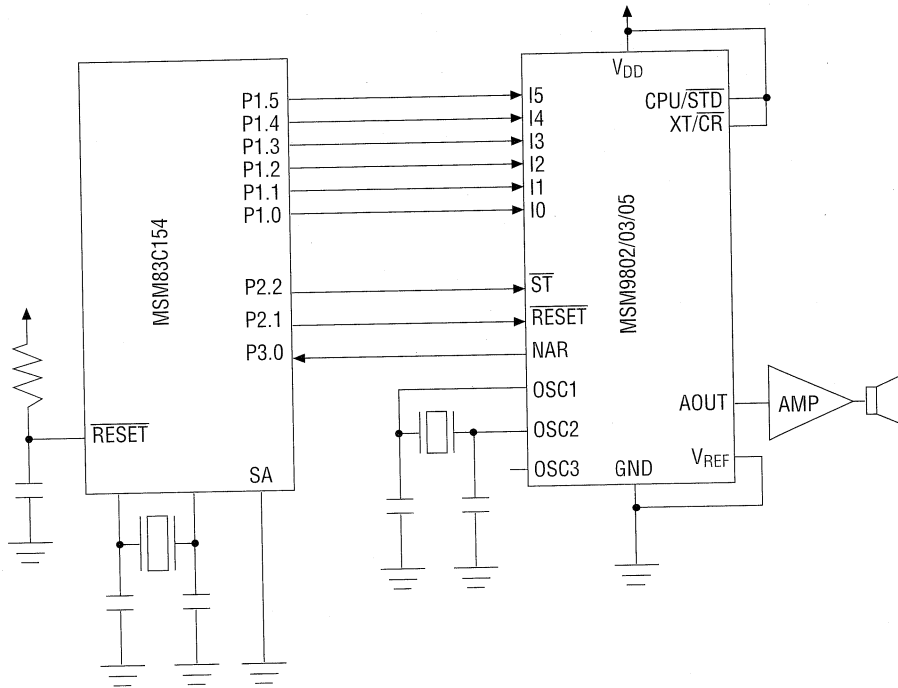 MSM83C154
P1.5
P1.4
P1.3
P1.2
P1.1
P1.0
P2.2
P2.1
P3.0
RESET
SA
MSM9802/03/05
VDD
I5
I4
I3
I2
I1
I0
ST
RESET
NAR
OSC1
OSC2
OSC3
GND
CPU/STD
XT/CR
AOUT
VREF
AMP